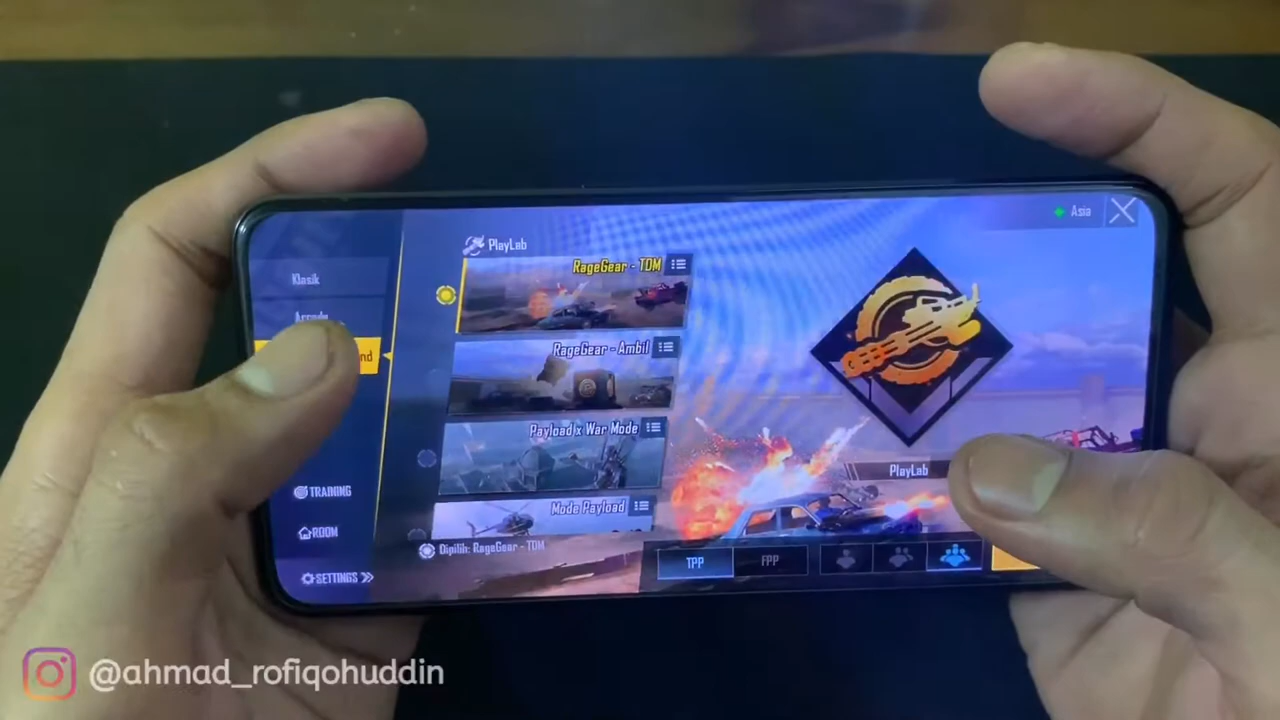 Asia
PlayLab
RageGear - TDM
Klasik
RageGear - Ambil
Payload x War Mode
PlayLab
TRAINING
Mode Payload
ROOM
Dipilih: RageGear - TDM
TPP
FPP
SETTINGS
@ahmad_rofiqohuddin